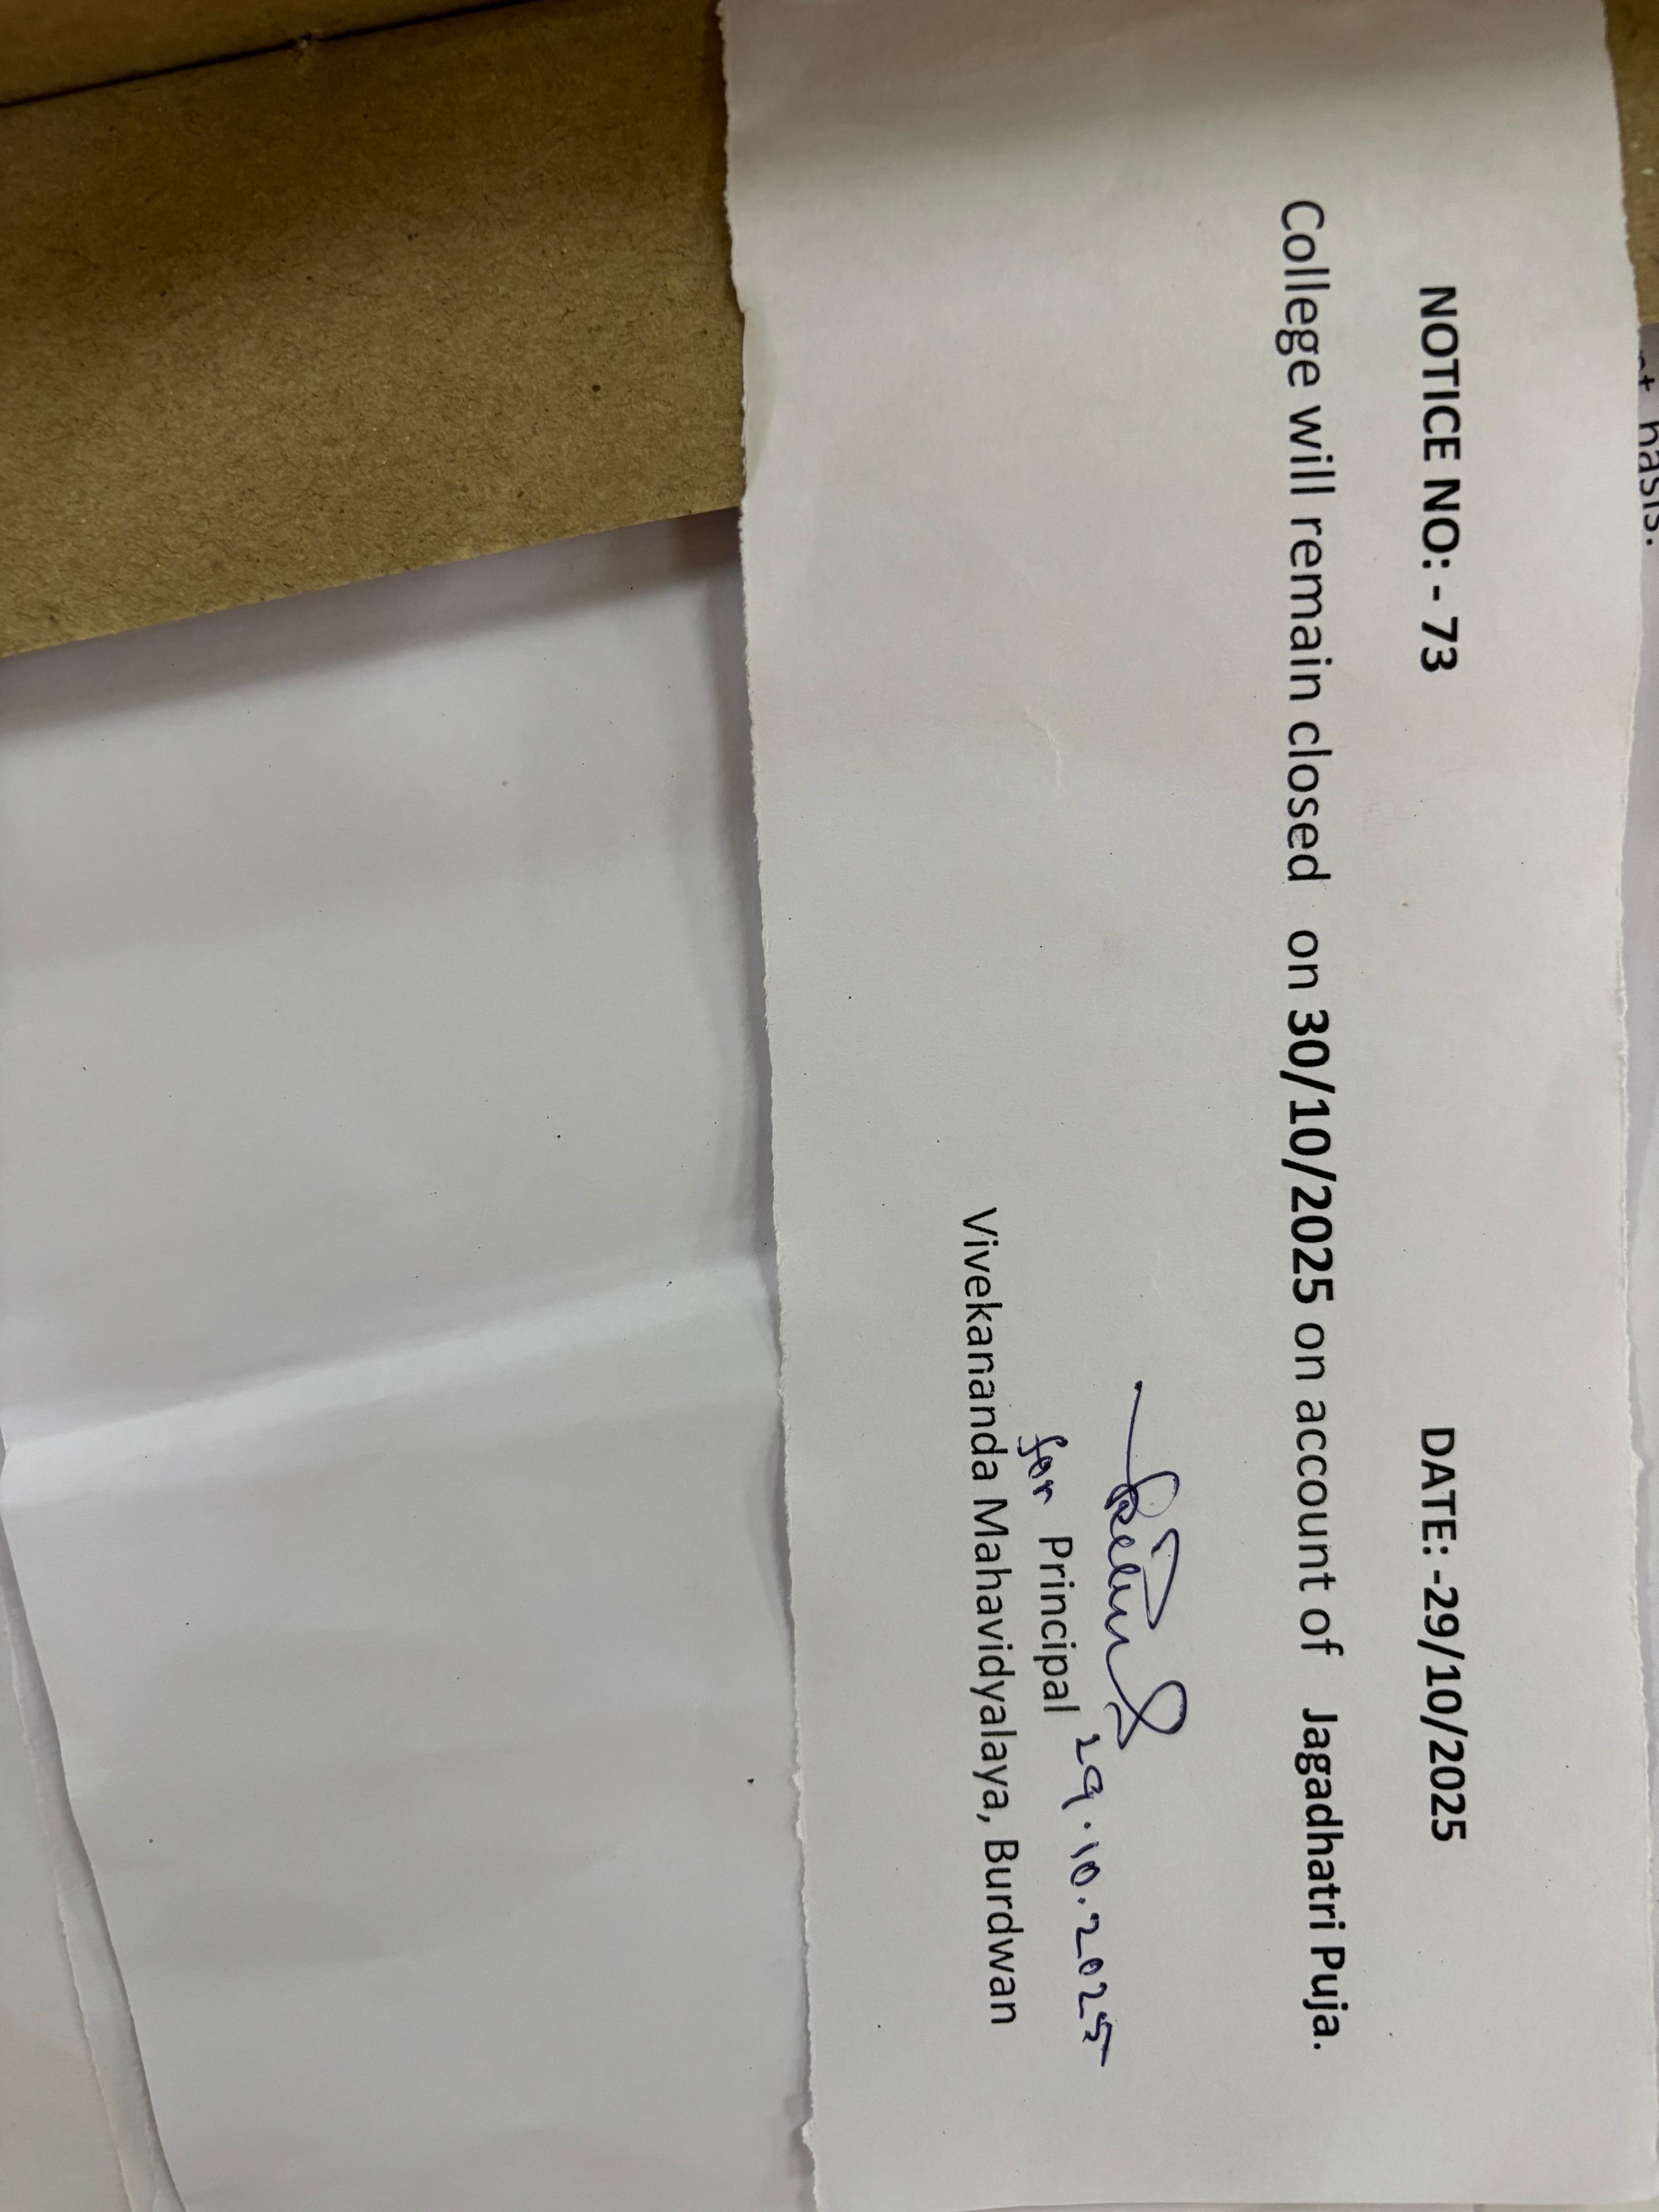 NOTICE NO: - 73 DATE: -29/10/2025
College will remain closed on 30/10/2025 on account of Jagadhatri Puja.
for Principal 29.10.2025
Vivekananda Mahavidyalaya, Burdwan
basis.